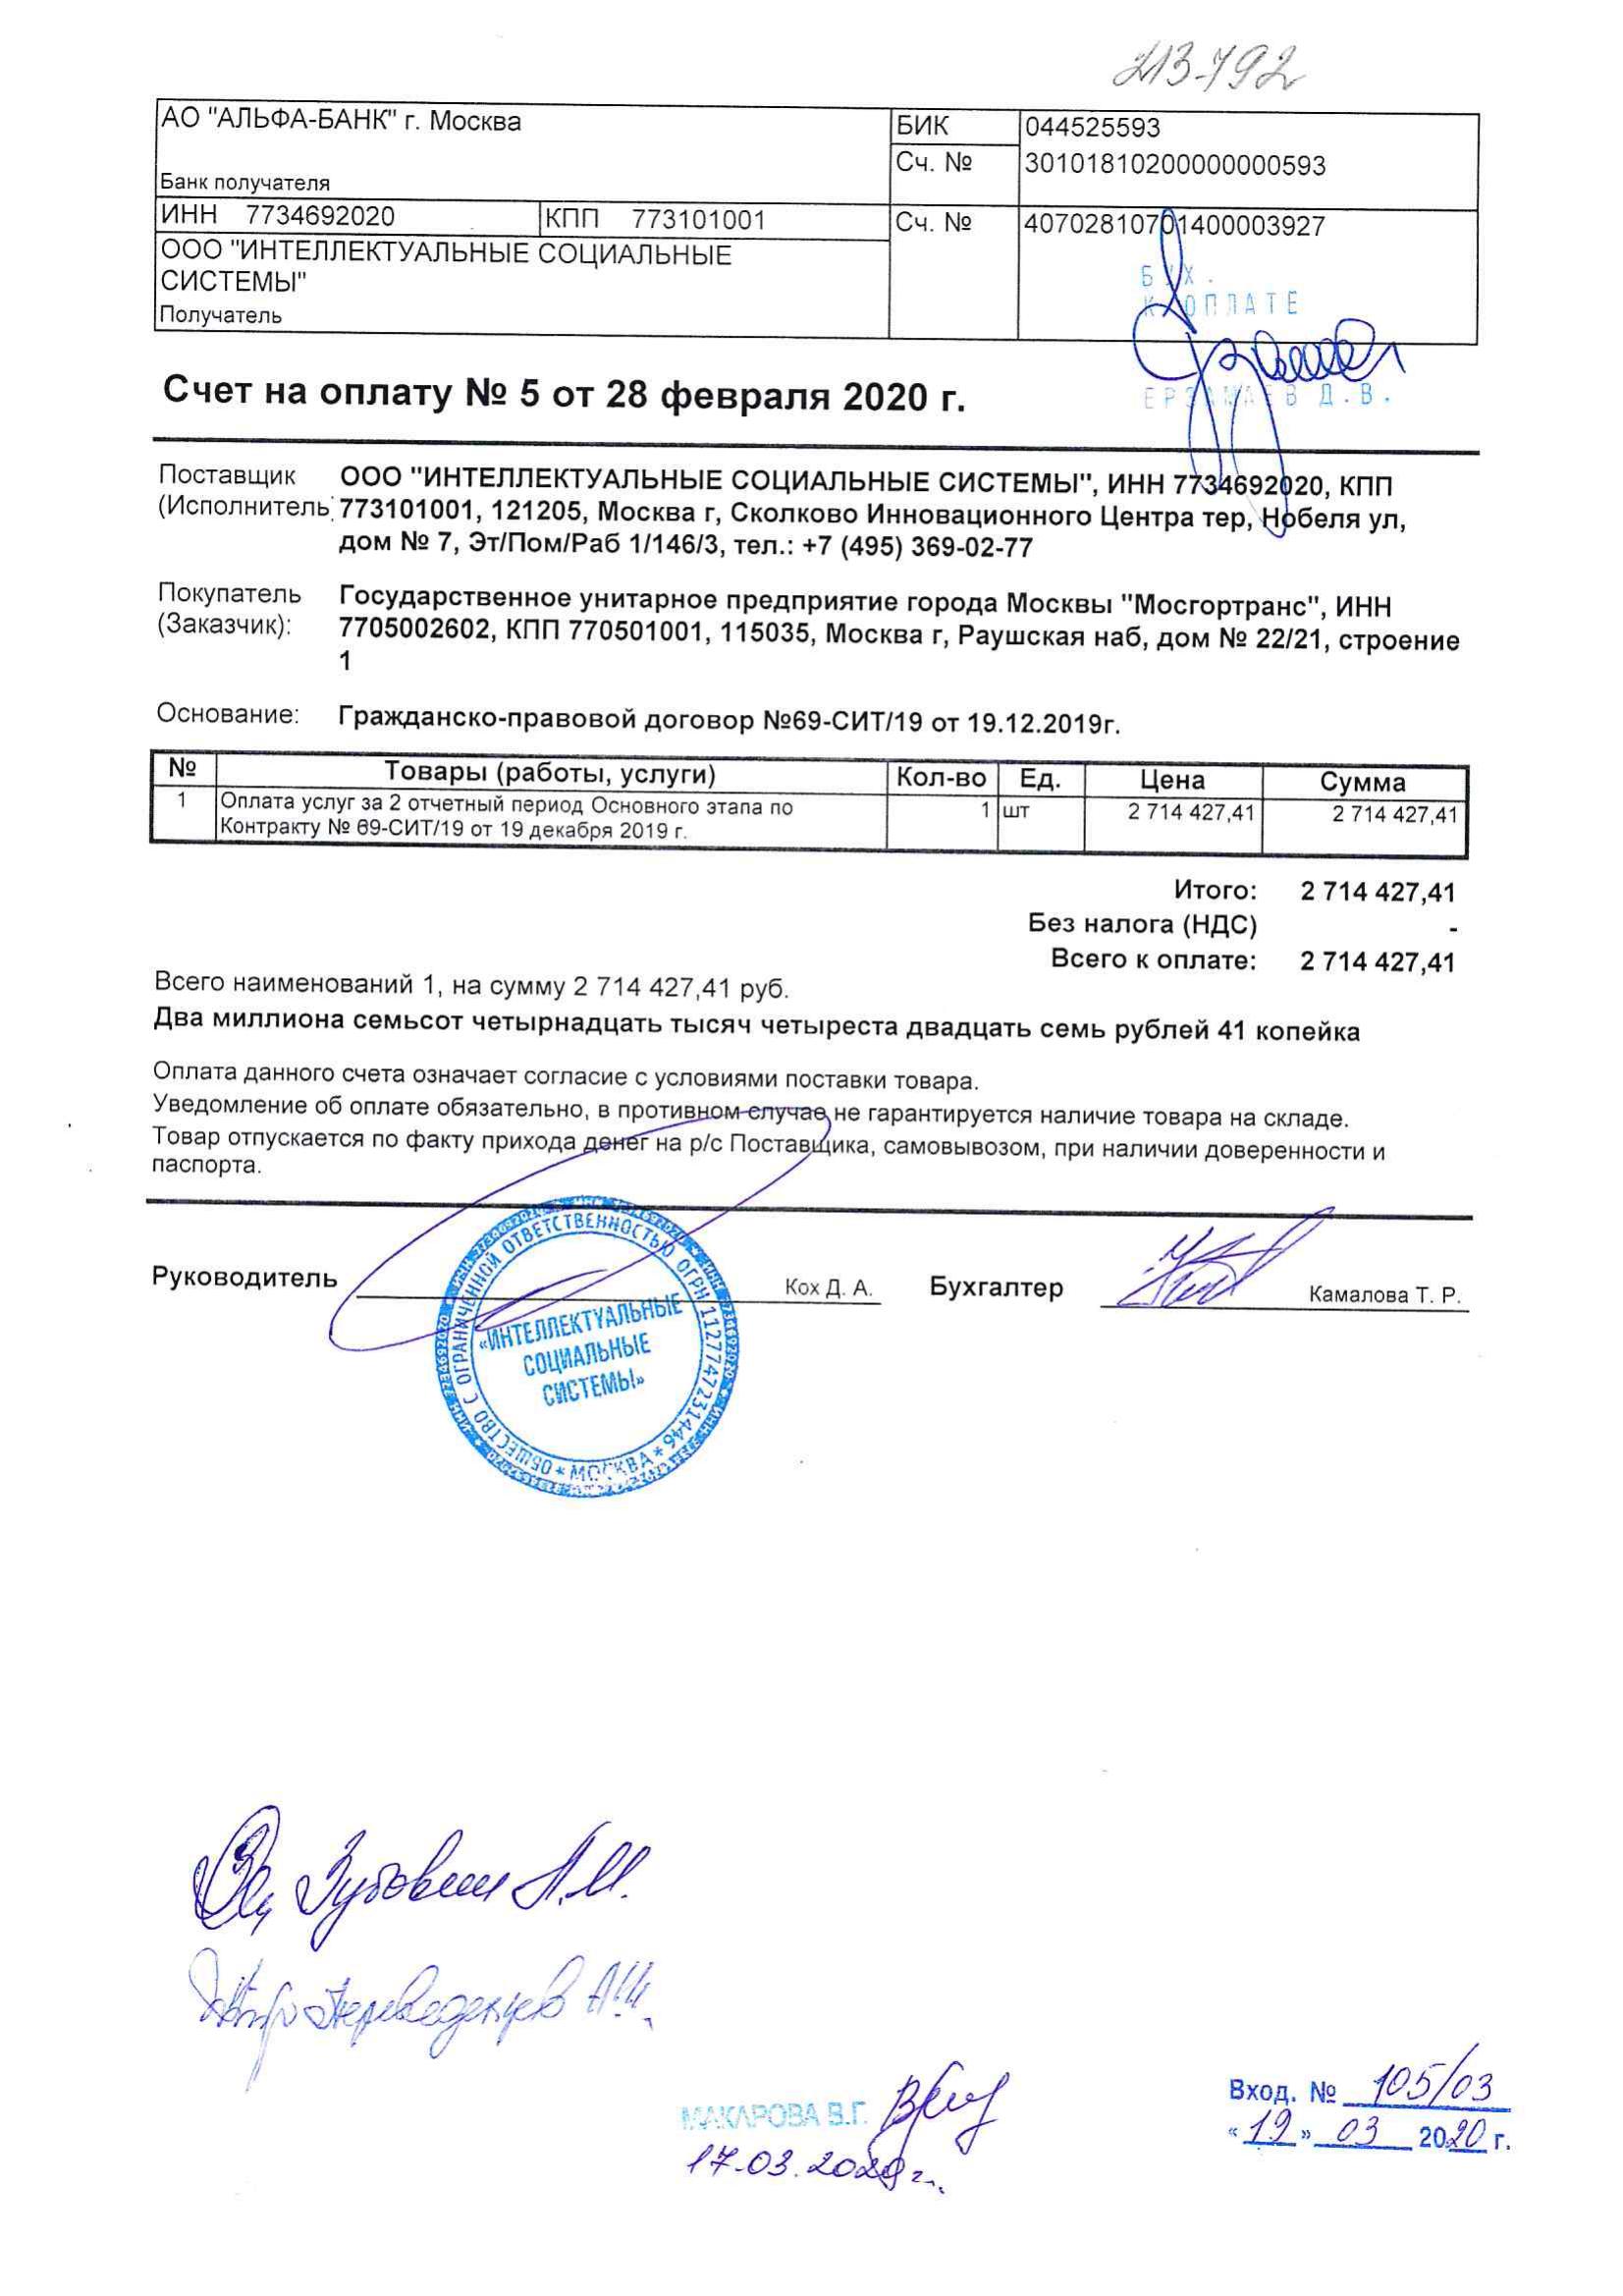 213-792
АО "АЛЬФА-БАНК" г. Москва
БИК 044525593
Сч. № 30101810200000000593
Банк получателя
ИНН 7734692020 КПП 773101001 Сч. № 40702810701400003927
ООО "ИНТЕЛЛЕКТУАЛЬНЫЕ СОЦИАЛЬНЫЕ
СИСТЕМЫ"
Получатель
БУХ.
К ОПЛАТЕ
ЕРЗАМАЕВ Д.В.
Счет на оплату № 5 от 28 февраля 2020 г.
Поставщик ООО "ИНТЕЛЛЕКТУАЛЬНЫЕ СОЦИАЛЬНЫЕ СИСТЕМЫ", ИНН 7734692020, КПП
(Исполнитель 773101001, 121205, Москва г, Сколково Инновационного Центра тер, Нобеля ул,
дом № 7, Эт/Пом/Раб 1/146/3, тел.: +7 (495) 369-02-77
Покупатель Государственное унитарное предприятие города Москвы "Мосгортранс", ИНН
(Заказчик): 7705002602, КПП 770501001, 115035, Москва г, Раушская наб, дом № 22/21, строение
1
Основание: Гражданско-правовой договор №69-СИТ/19 от 19.12.2019г.
№ Товары (работы, услуги) Кол-во Ед. Цена Сумма
1 Оплата услуг за 2 отчетный период Основного этапа по 1 шт 2 714 427,41 2 714 427,41
Контракту № 69-СИТ/19 от 19 декабря 2019 г.
Итого: 2 714 427,41
Без налога (НДС) -
Всего к оплате: 2 714 427,41
Всего наименований 1, на сумму 2 714 427,41 руб.
Два миллиона семьсот четырнадцать тысяч четыреста двадцать семь рублей 41 копейка
Оплата данного счета означает согласие с условиями поставки товара.
Уведомление об оплате обязательно, в противном случае не гарантируется наличие товара на складе.
Товар отпускается по факту прихода денег на р/с Поставщика, самовывозом, при наличии доверенности и
паспорта.
Руководитель Кох Д. А. Бухгалтер Камалова Т. Р.
ОБЩЕСТВО С ОГРАНИЧЕННОЙ ОТВЕТСТВЕННОСТЬЮ ОГРН 1127747231446 * МОСКВА *
«ИНТЕЛЛЕКТУАЛЬНЫЕ
СОЦИАЛЬНЫЕ
СИСТЕМЫ»
МАКАРОВА В.Г.
17.03.2020г.
Вход. № 105/03
«19» 03 2020 г.